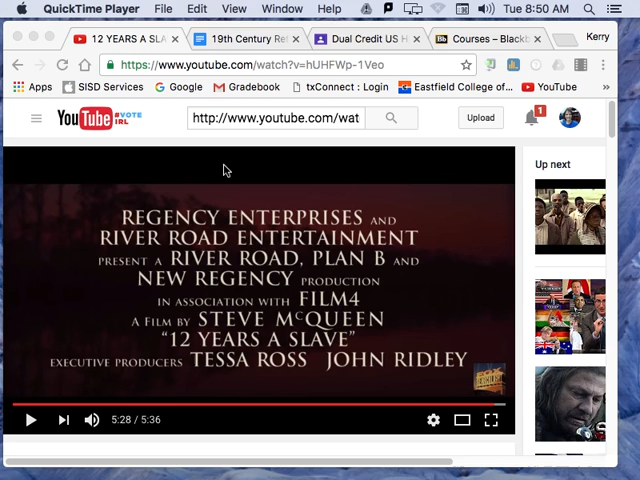 QuickTime Player File Edit View Window Help Tue 8:50 AM
12 YEARS A SLA
19th Century Ref
Dual Credit US H
Bb Courses – Blackb
Kerry
https://www.youtube.com/watch?v=hUHFWp-1Veo
Apps SISD Services Google Gradebook txConnect : Login Eastfield College of... YouTube »
YouTube #VOTE IRL
http://www.youtube.com/wat
Upload
1
Up next
REGENCY ENTERPRISES AND
RIVER ROAD ENTERTAINMENT
PRESENT A RIVER ROAD, PLAN B AND
NEW REGENCY PRODUCTION
IN ASSOCIATION WITH FILM4
A FILM BY STEVE McQUEEN
“12 YEARS A SLAVE”
EXECUTIVE PRODUCERS TESSA ROSS JOHN RIDLEY
5:28 / 5:36